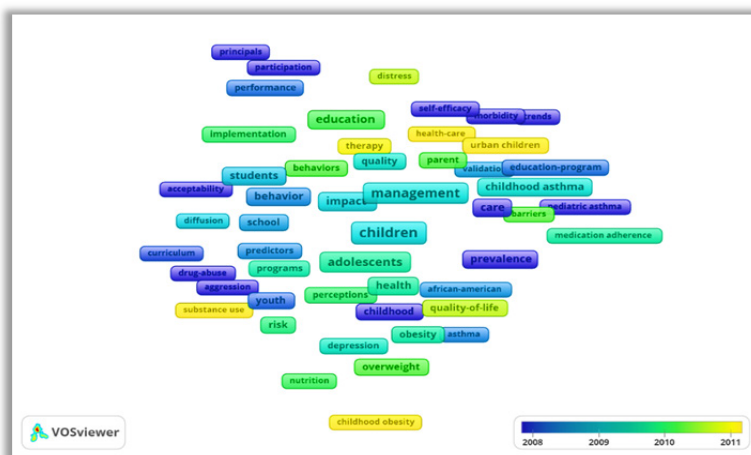 principals
participation
performance
distress
self-efficacy
morbidity
trends
education
implementation
health-care
therapy
urban children
quality
parent
behaviors
validation
education-program
students
acceptability
behavior
impact
management
childhood asthma
care
pediatric asthma
barriers
diffusion
school
children
medication adherence
curriculum
predictors
prevalence
adolescents
programs
drug-abuse
aggression
health
african-american
perceptions
youth
substance use
childhood
quality-of-life
risk
obesity
asthma
depression
overweight
nutrition
childhood obesity
VOSviewer
2008 2009 2010 2011